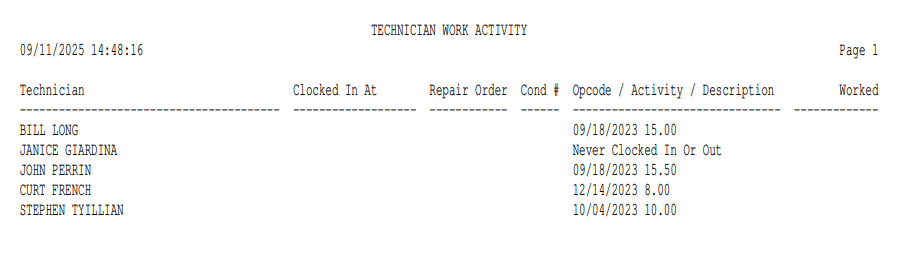 TECHNICIAN WORK ACTIVITY
09/11/2025 14:48:16 Page 1
Technician Clocked In At Repair Order Cond # Opcode / Activity / Description Worked
---------------------------------------- ------------------- ------------ ------ -------------------------------- -------------
BILL LONG 09/18/2023 15.00
JANICE GIARDINA Never Clocked In Or Out
JOHN PERRIN 09/18/2023 15.50
CURT FRENCH 12/14/2023 8.00
STEPHEN TYILLIAN 10/04/2023 10.00